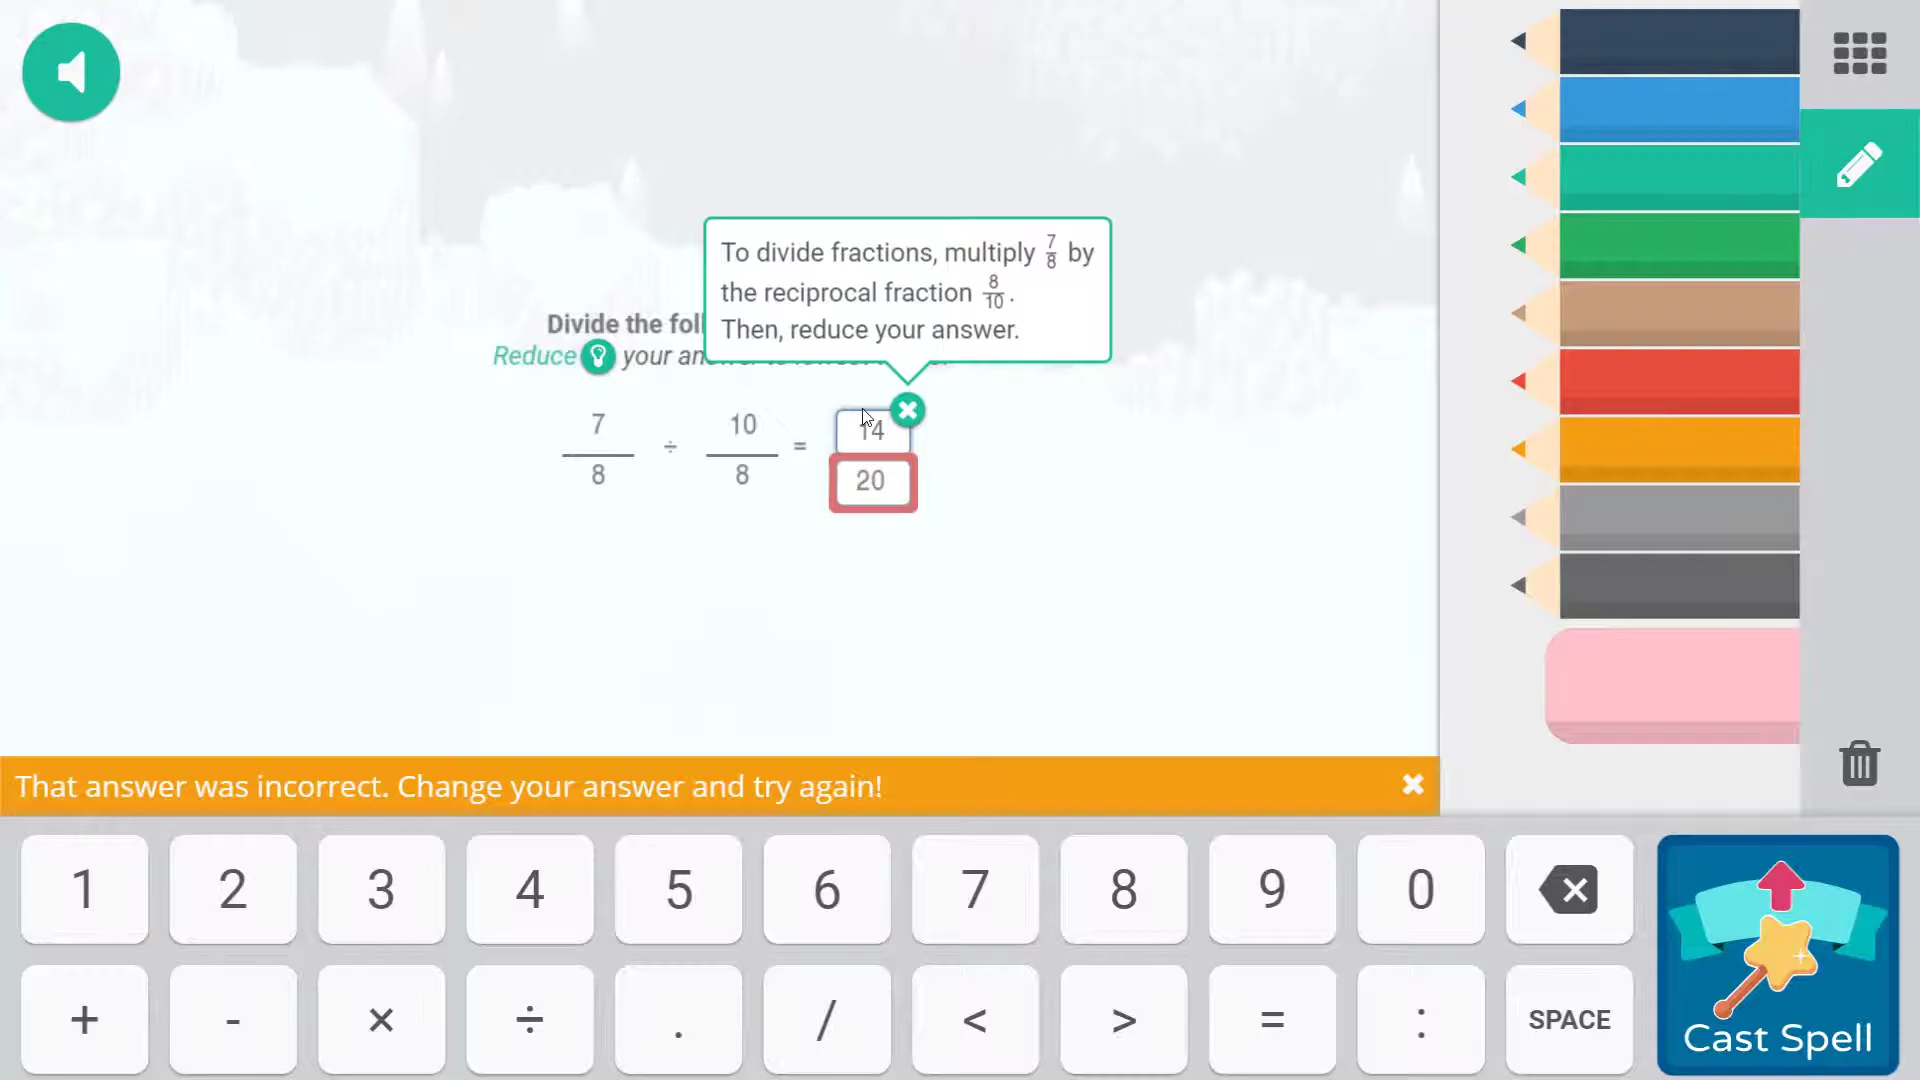 To divide fractions, multiply 7/8 by
the reciprocal fraction 8/10.
Then, reduce your answer.
Divide the foll
Reduce your an
7/8 ÷ 10/8 = 14/20
That answer was incorrect. Change your answer and try again!
1 2 3 4 5 6 7 8 9 0
+ - × ÷ . / < > = : SPACE
Cast Spell